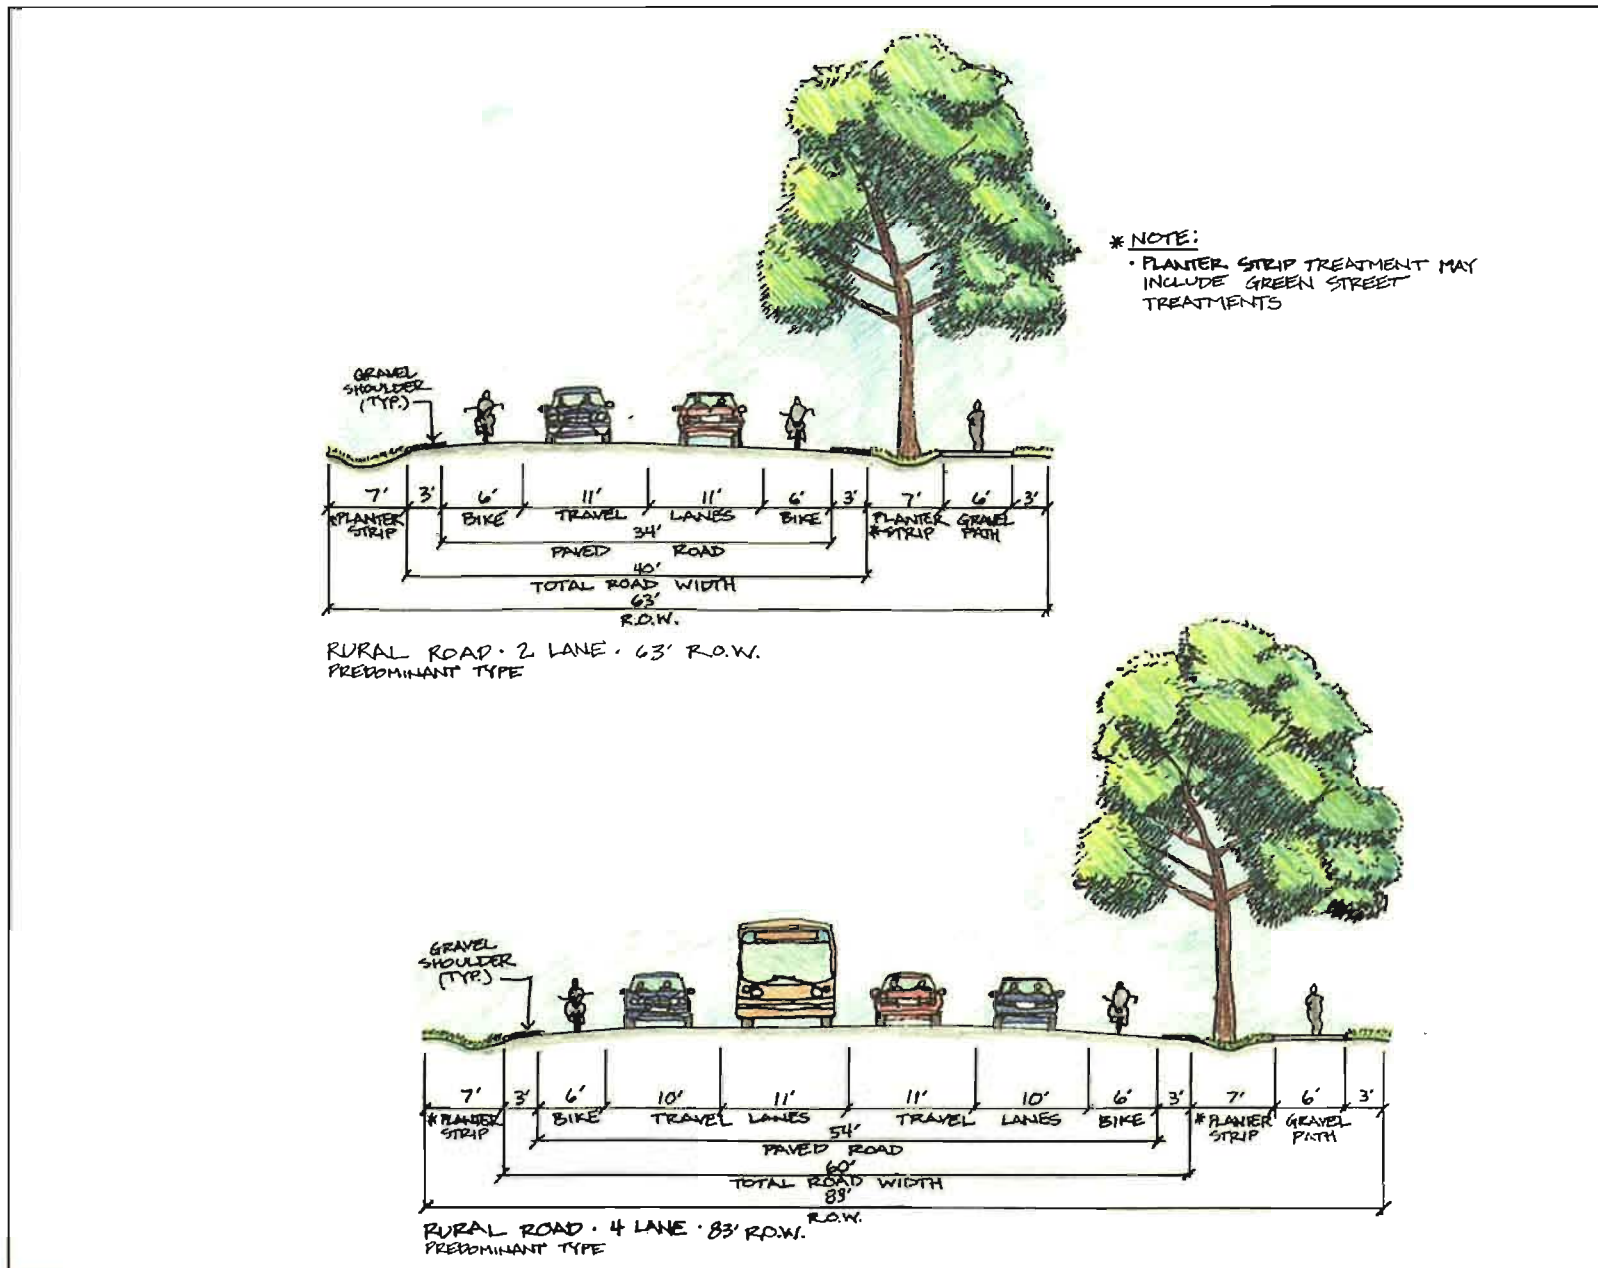 * NOTE:
· PLANTER STRIP TREATMENT MAY
INCLUDE GREEN STREET
TREATMENTS
GRAVEL
SHOULDER
(TYP.)
7' 3' 6' 11' 11' 6' 3' 7' 6' 3'
*PLANTER STRIP BIKE TRAVEL LANES BIKE PLANTER *STRIP GRAVEL PATH
34'
PAVED ROAD
40'
TOTAL ROAD WIDTH
63'
R.O.W.
RURAL ROAD · 2 LANE · 63' R.O.W.
PREDOMINANT TYPE
GRAVEL
SHOULDER
(TYP.)
7' 3' 6' 10' 11' 11' 10' 6' 3' 7' 6' 3'
*PLANTER STRIP BIKE TRAVEL LANES TRAVEL LANES BIKE *PLANTER STRIP GRAVEL PATH
54'
PAVED ROAD
60'
TOTAL ROAD WIDTH
83'
R.O.W.
RURAL ROAD · 4 LANE · 83' R.O.W.
PREDOMINANT TYPE